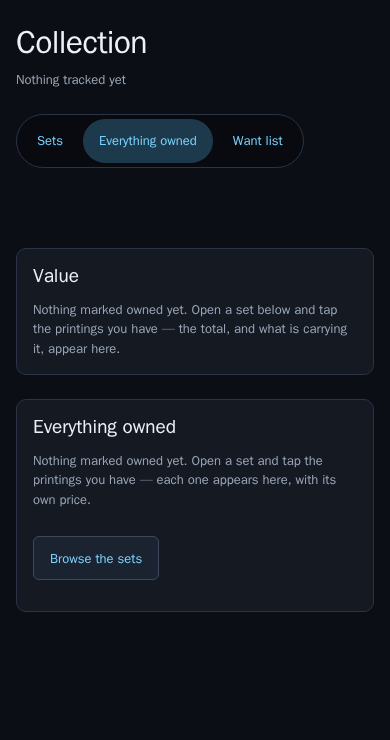 Collection
Nothing tracked yet
Sets
Everything owned
Want list
Value
Nothing marked owned yet. Open a set below and tap
the printings you have — the total, and what is carrying
it, appear here.
Everything owned
Nothing marked owned yet. Open a set and tap the
printings you have — each one appears here, with its
own price.
Browse the sets